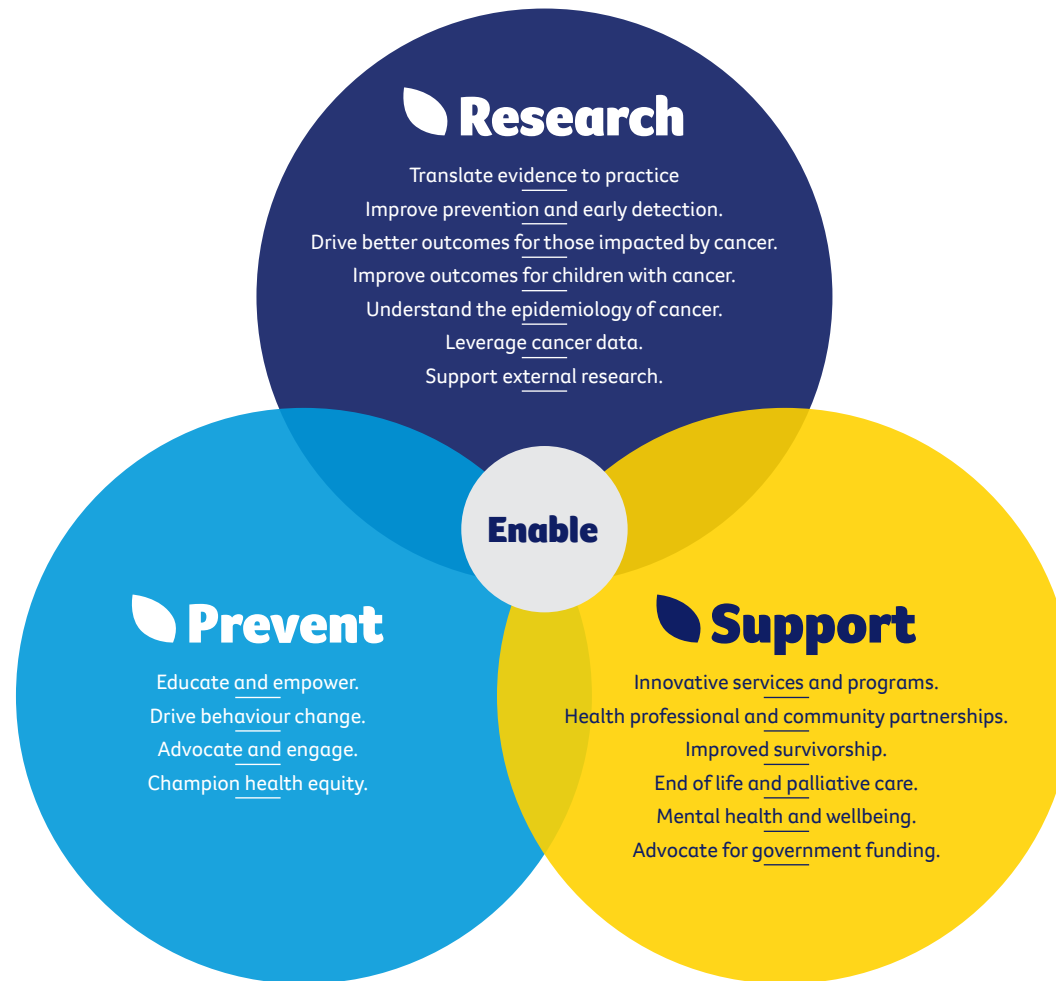 Research
Translate evidence to practice
Improve prevention and early detection.
Drive better outcomes for those impacted by cancer.
Improve outcomes for children with cancer.
Understand the epidemiology of cancer.
Leverage cancer data.
Support external research.
Enable
Prevent
Educate and empower.
Drive behaviour change.
Advocate and engage.
Champion health equity.
Support
Innovative services and programs.
Health professional and community partnerships.
Improved survivorship.
End of life and palliative care.
Mental health and wellbeing.
Advocate for government funding.